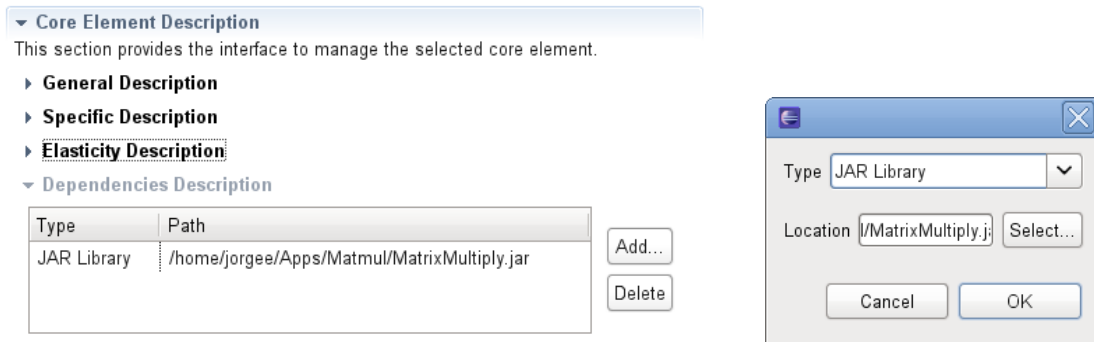 Core Element Description
This section provides the interface to manage the selected core element.
General Description
Specific Description
Elasticity Description
Dependencies Description
Type Path
JAR Library /home/jorgee/Apps/Matmul/MatrixMultiply.jar
Add...
Delete
Type JAR Library
Location l/MatrixMultiply.j Select...
Cancel OK